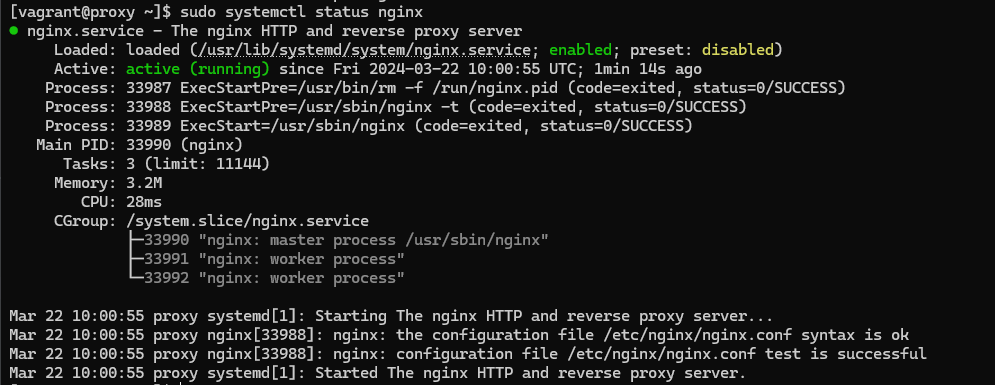 [vagrant@proxy ~]$ sudo systemctl status nginx
● nginx.service - The nginx HTTP and reverse proxy server
     Loaded: loaded (/usr/lib/systemd/system/nginx.service; enabled; preset: disabled)
     Active: active (running) since Fri 2024-03-22 10:00:55 UTC; 1min 14s ago
    Process: 33987 ExecStartPre=/usr/bin/rm -f /run/nginx.pid (code=exited, status=0/SUCCESS)
    Process: 33988 ExecStartPre=/usr/sbin/nginx -t (code=exited, status=0/SUCCESS)
    Process: 33989 ExecStart=/usr/sbin/nginx (code=exited, status=0/SUCCESS)
   Main PID: 33990 (nginx)
      Tasks: 3 (limit: 11144)
     Memory: 3.2M
        CPU: 28ms
     CGroup: /system.slice/nginx.service
             ├─33990 "nginx: master process /usr/sbin/nginx"
             ├─33991 "nginx: worker process"
             └─33992 "nginx: worker process"

Mar 22 10:00:55 proxy systemd[1]: Starting The nginx HTTP and reverse proxy server...
Mar 22 10:00:55 proxy nginx[33988]: nginx: the configuration file /etc/nginx/nginx.conf syntax is ok
Mar 22 10:00:55 proxy nginx[33988]: nginx: configuration file /etc/nginx/nginx.conf test is successful
Mar 22 10:00:55 proxy systemd[1]: Started The nginx HTTP and reverse proxy server.